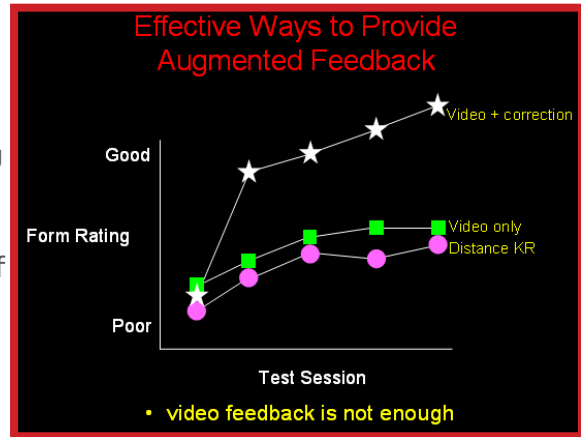 Effective Ways to Provide
Augmented Feedback
Video + correction
Good
Form Rating
Video only
Distance KR
Poor
Test Session
• video feedback is not enough